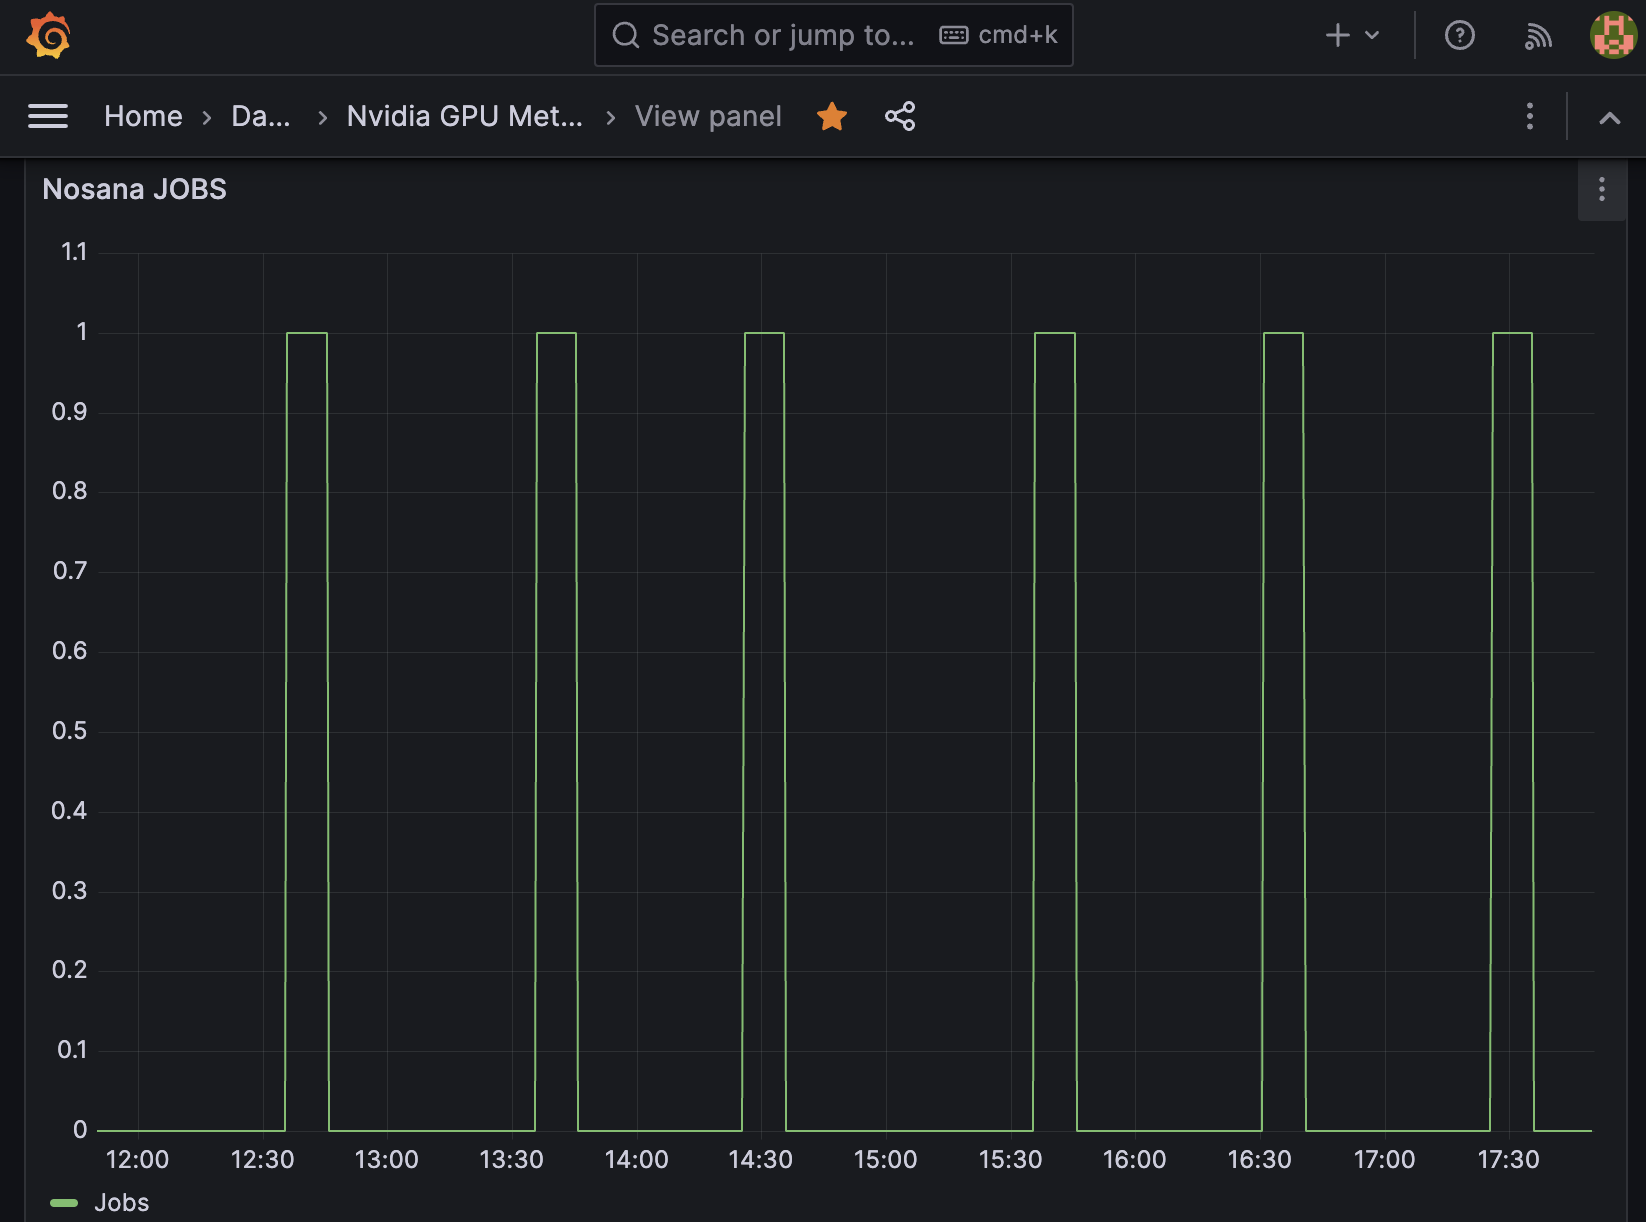 Search or jump to... cmd+k
Home › Da... › Nvidia GPU Met... › View panel
Nosana JOBS
1.1
1
0.9
0.8
0.7
0.6
0.5
0.4
0.3
0.2
0.1
0
12:00 12:30 13:00 13:30 14:00 14:30 15:00 15:30 16:00 16:30 17:00 17:30
Jobs